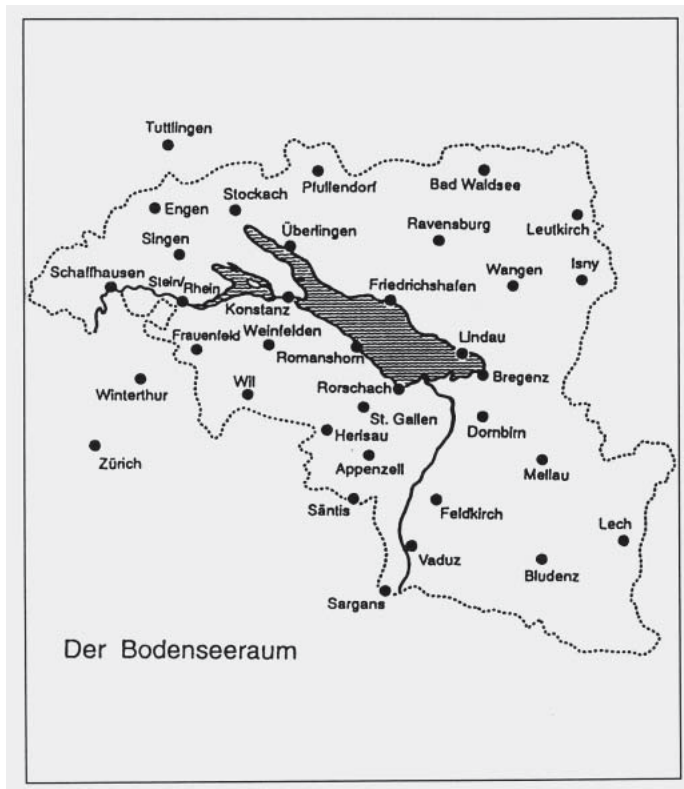 Tuttlingen
Pfullendorf
Bad Waldsee
Stockach
Engen
Leutkirch
Überlingen
Ravensburg
Singen
Isny
Wangen
Schaffhausen
Stein/
Rhein
Friedrichshafen
Konstanz
Frauenfeld
Weinfelden
Romanshorn
Lindau
Bregenz
Winterthur
Wil
Rorschach
St. Gallen
Dornbirn
Herisau
Zürich
Appenzell
Mellau
Säntis
Feldkirch
Lech
Vaduz
Bludenz
Sargans
Der Bodenseeraum